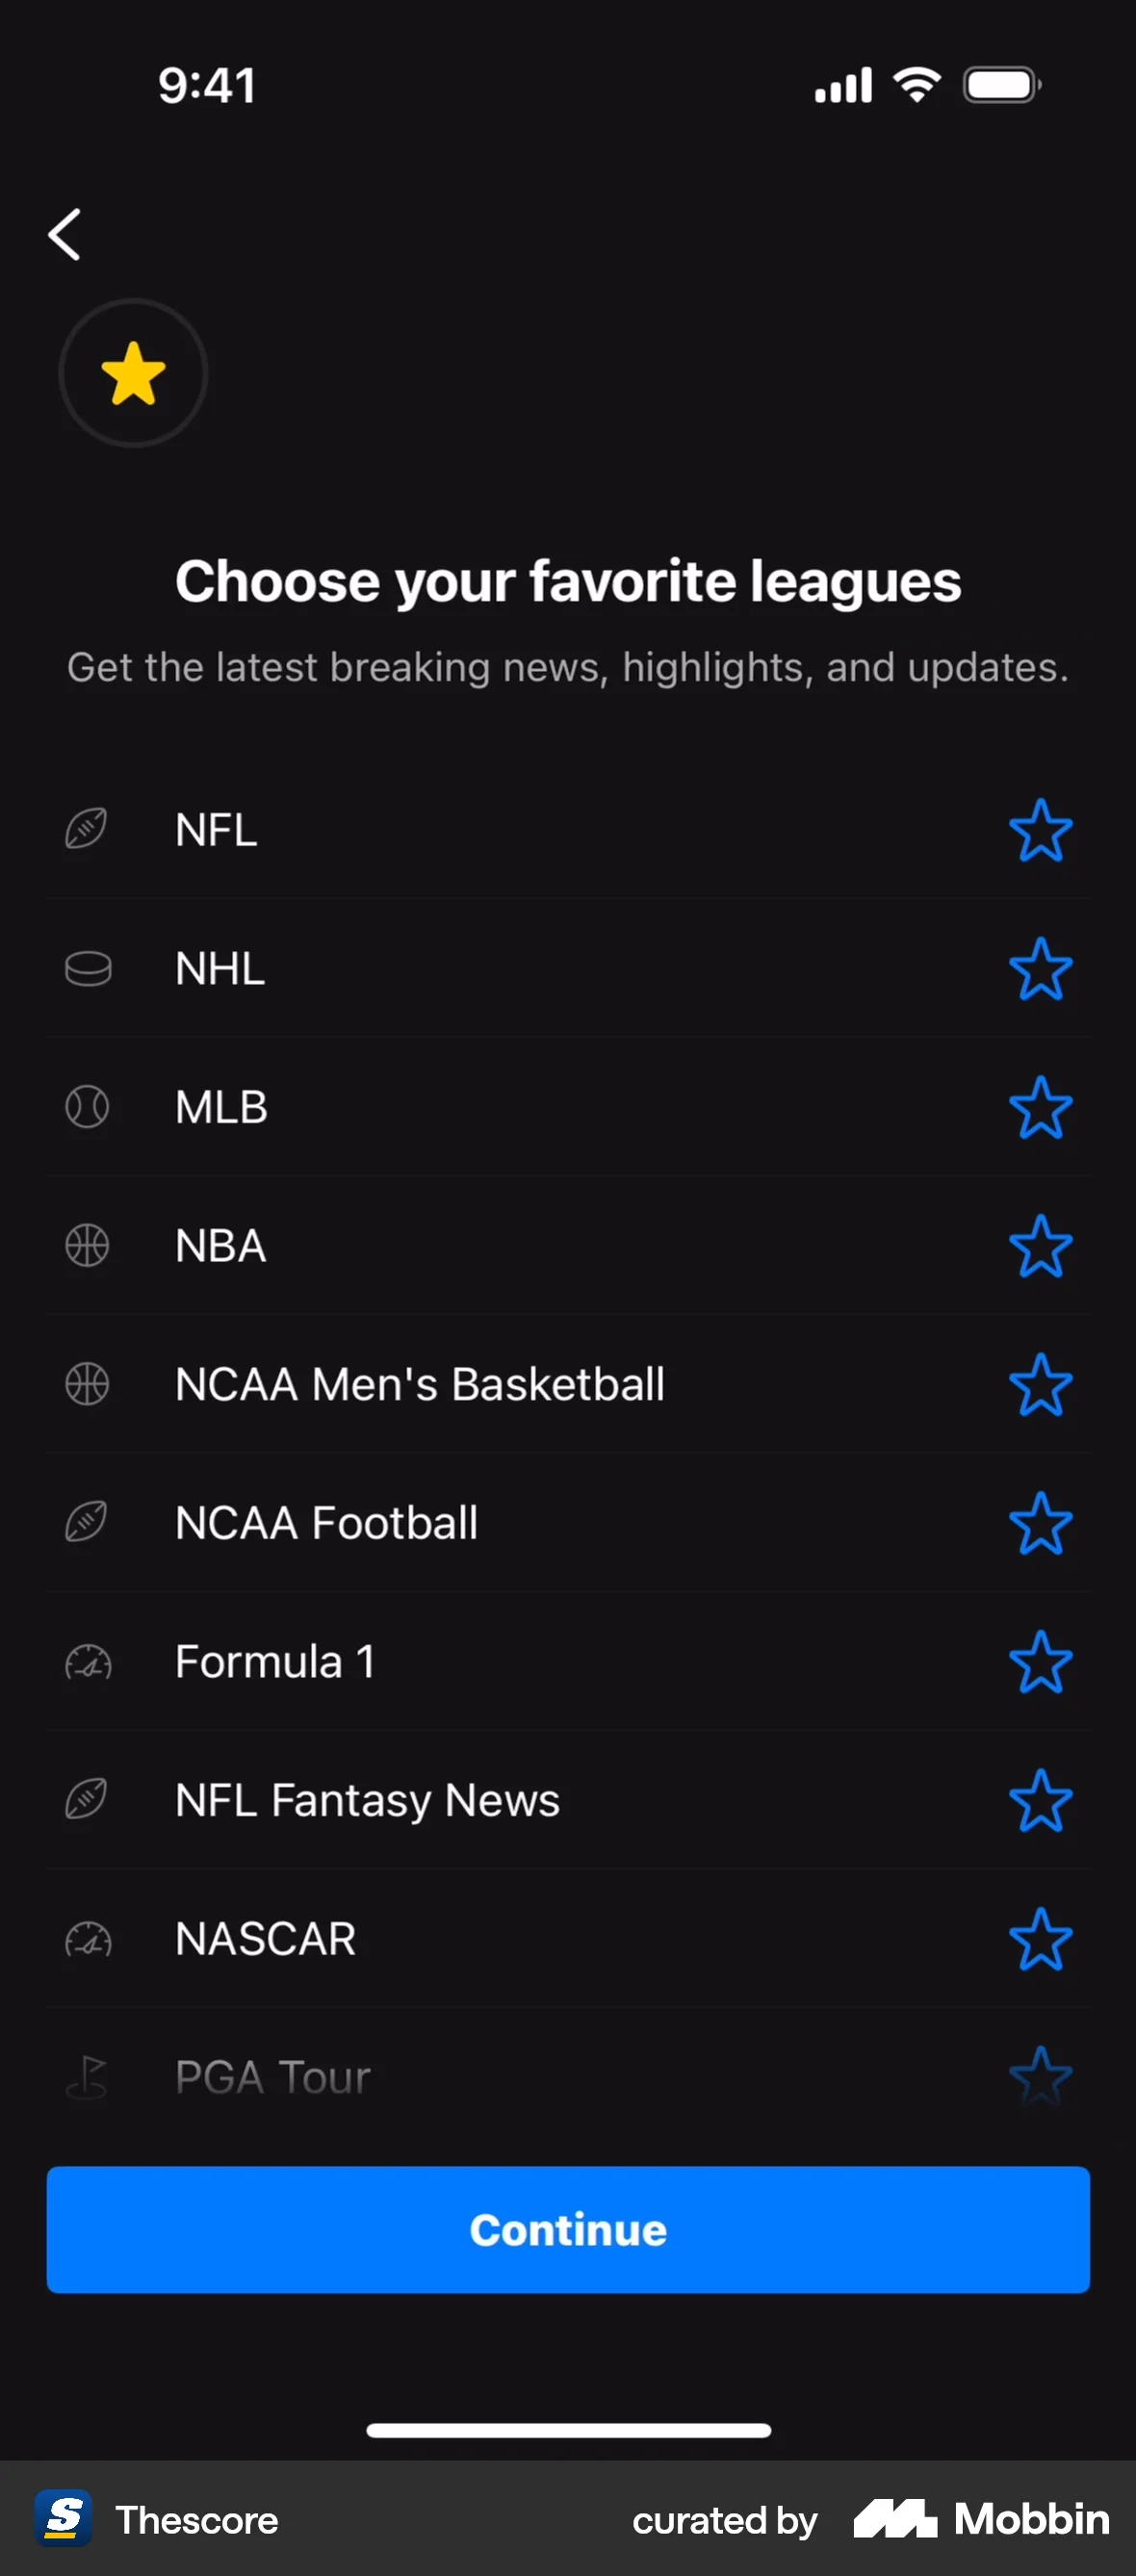 9:41
Choose your favorite leagues
Get the latest breaking news, highlights, and updates.
NFL
NHL
MLB
NBA
NCAA Men's Basketball
NCAA Football
Formula 1
NFL Fantasy News
NASCAR
PGA Tour
Continue
S Thescore curated by Mobbin